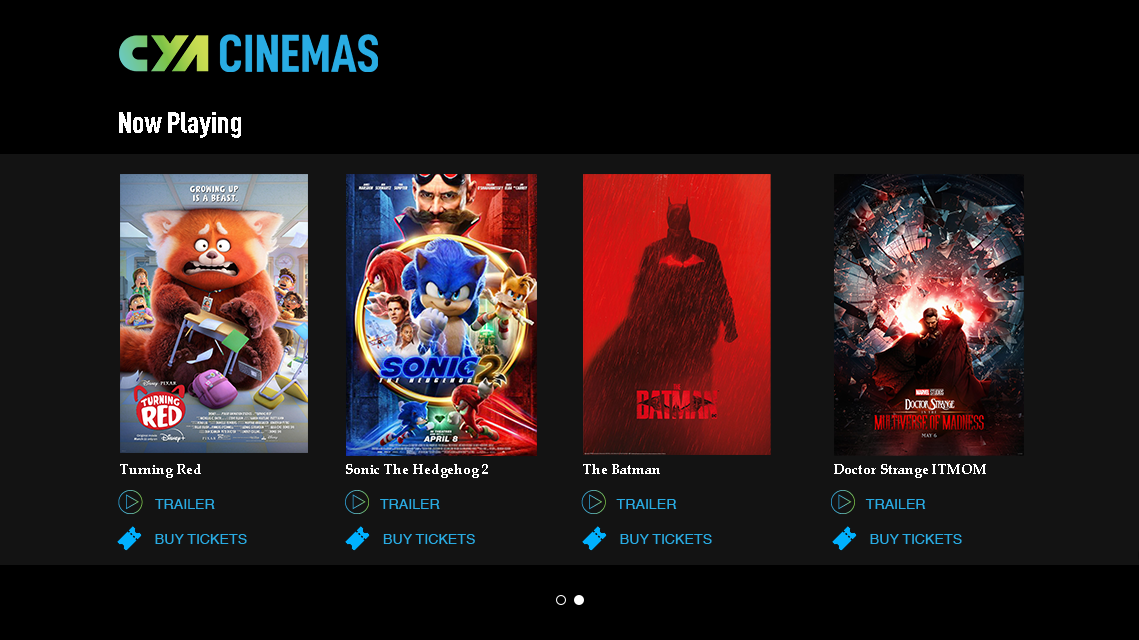 CYA CINEMAS
Now Playing
GROWING UP
IS A BEAST.
Disney PIXAR
TURNING
RED
Disney+
PIXAR
SONIC 2
THE HEDGEHOG
APRIL 8
THE
BATMAN
MARVEL STUDIOS
DOCTOR STRANGE
IN THE
MULTIVERSE OF MADNESS
MAY 6
Turning Red
Sonic The Hedgehog 2
The Batman
Doctor Strange ITMOM
TRAILER
TRAILER
TRAILER
TRAILER
BUY TICKETS
BUY TICKETS
BUY TICKETS
BUY TICKETS